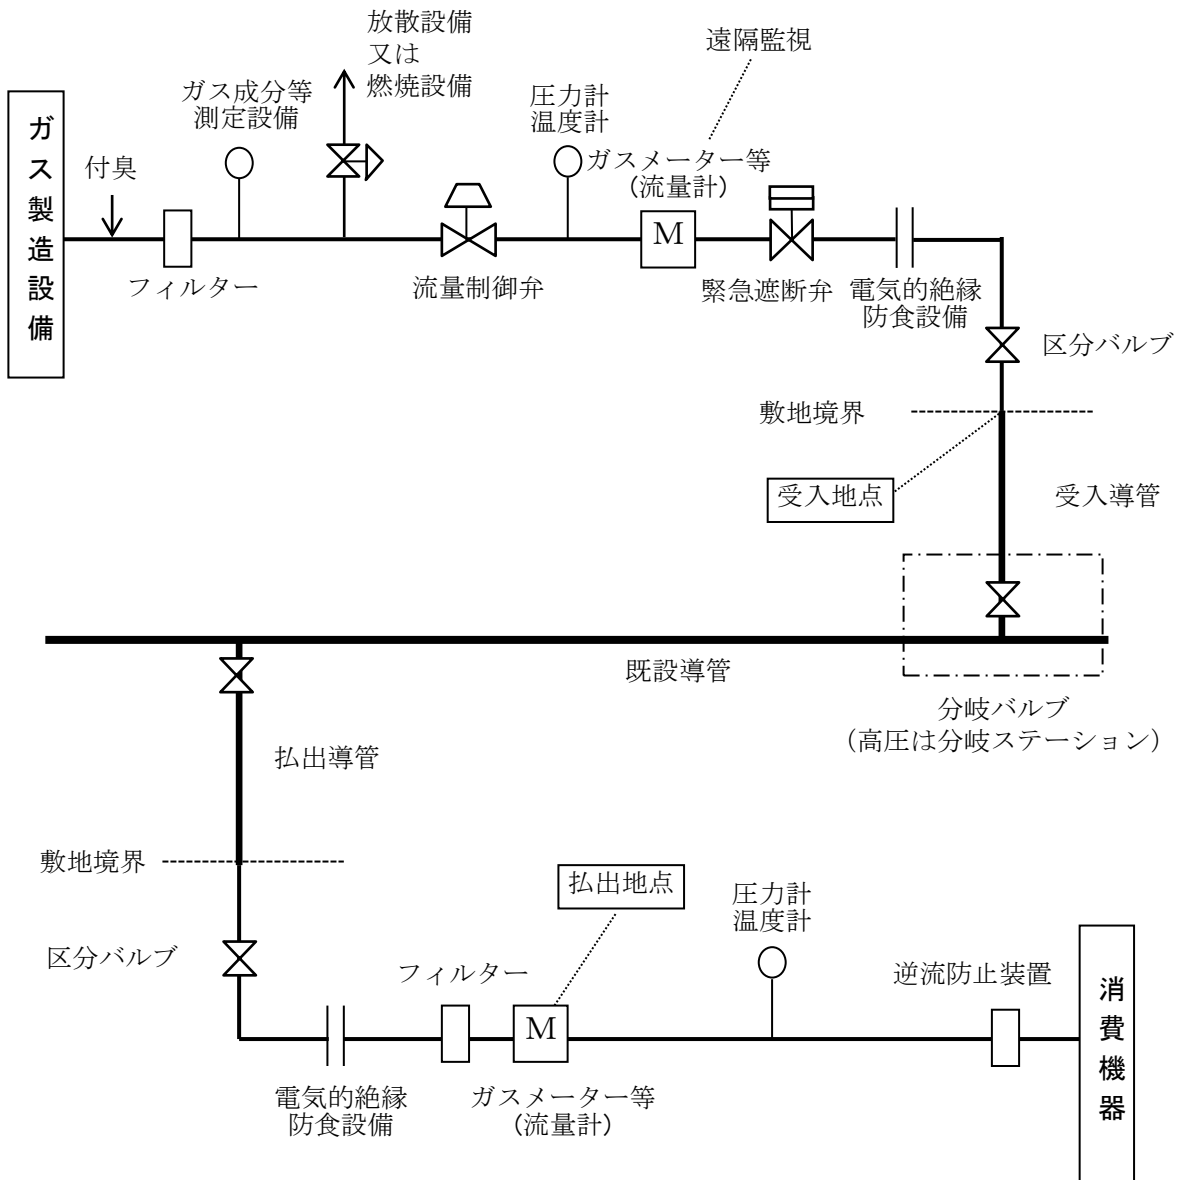 放散設備
又は
燃焼設備
遠隔監視
ガス成分等
測定設備
圧力計
温度計
ガス製造設備
付臭
ガスメーター等
(流量計)
M
フィルター
流量制御弁
緊急遮断弁
電気的絶縁
防食設備
区分バルブ
敷地境界
受入地点
受入導管
既設導管
分岐バルブ
（高圧は分岐ステーション）
払出導管
敷地境界
払出地点
圧力計
温度計
区分バルブ
フィルター
逆流防止装置
消費機器
M
電気的絶縁
防食設備
ガスメーター等
(流量計)